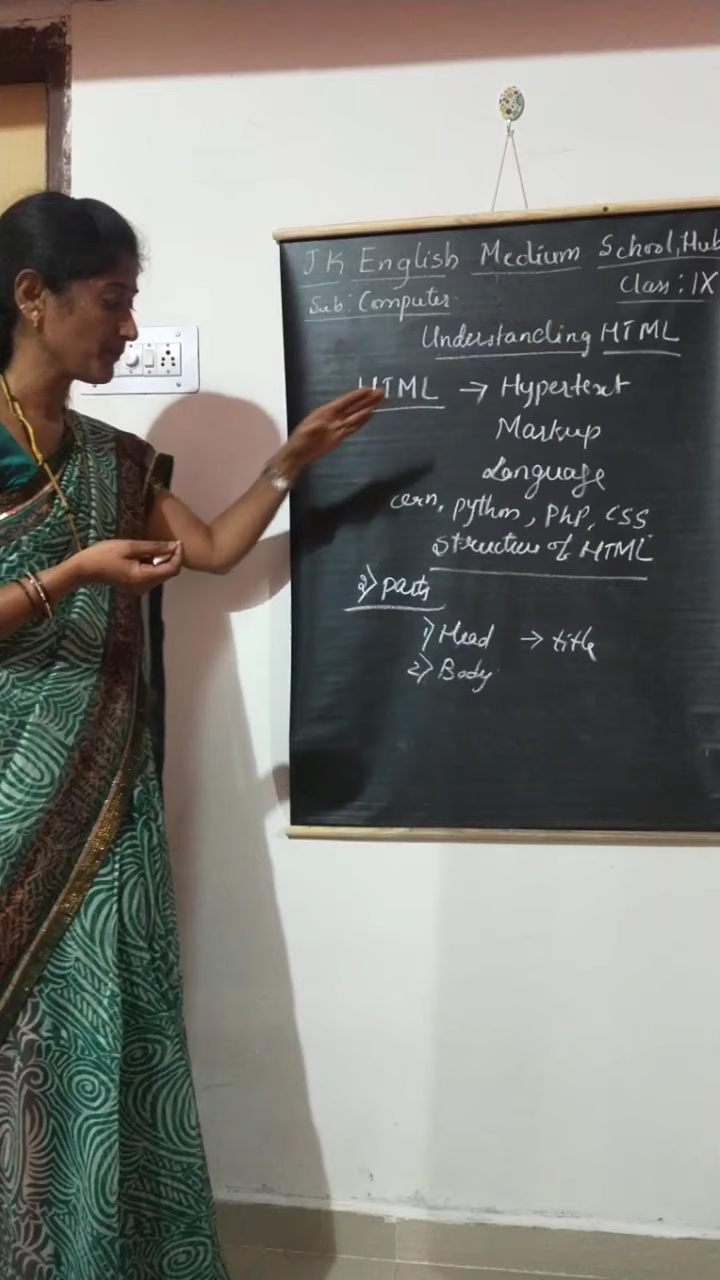 JK English Medium School, Hub
Class: IX
Sub: Computer
Understanding HTML
HTML → Hypertext
Markup
Language
cern, python, PhP, CSS
structure of HTML
2) parts
1) Head → title
2) Body